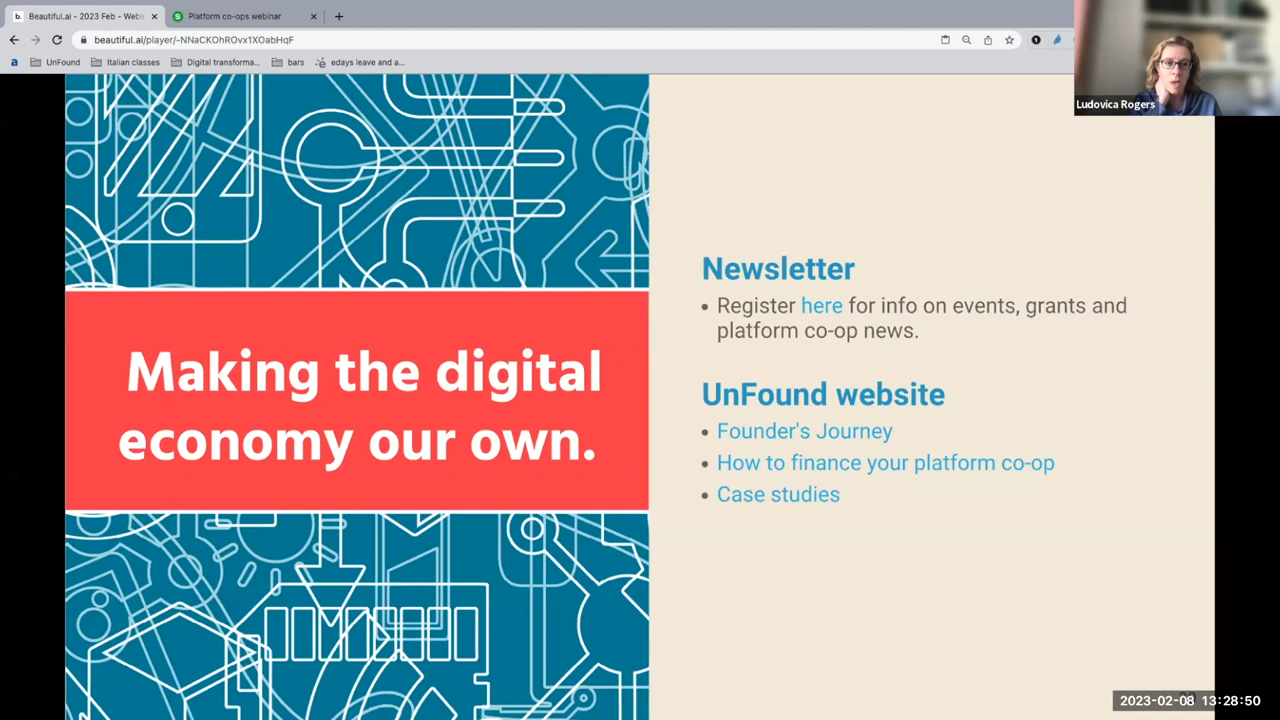 Beautiful.ai - 2023 Feb - Webi
Platform co-ops webinar
beautiful.ai/player/-NNaCKOhROvx1XOabHqF
UnFound
Italian classes
Digital transforma...
bars
edays leave and a...
Ludovica Rogers
Making the digital
economy our own.
Newsletter
• Register here for info on events, grants and
platform co-op news.
UnFound website
• Founder's Journey
• How to finance your platform co-op
• Case studies
2023-02-08 13:28:50